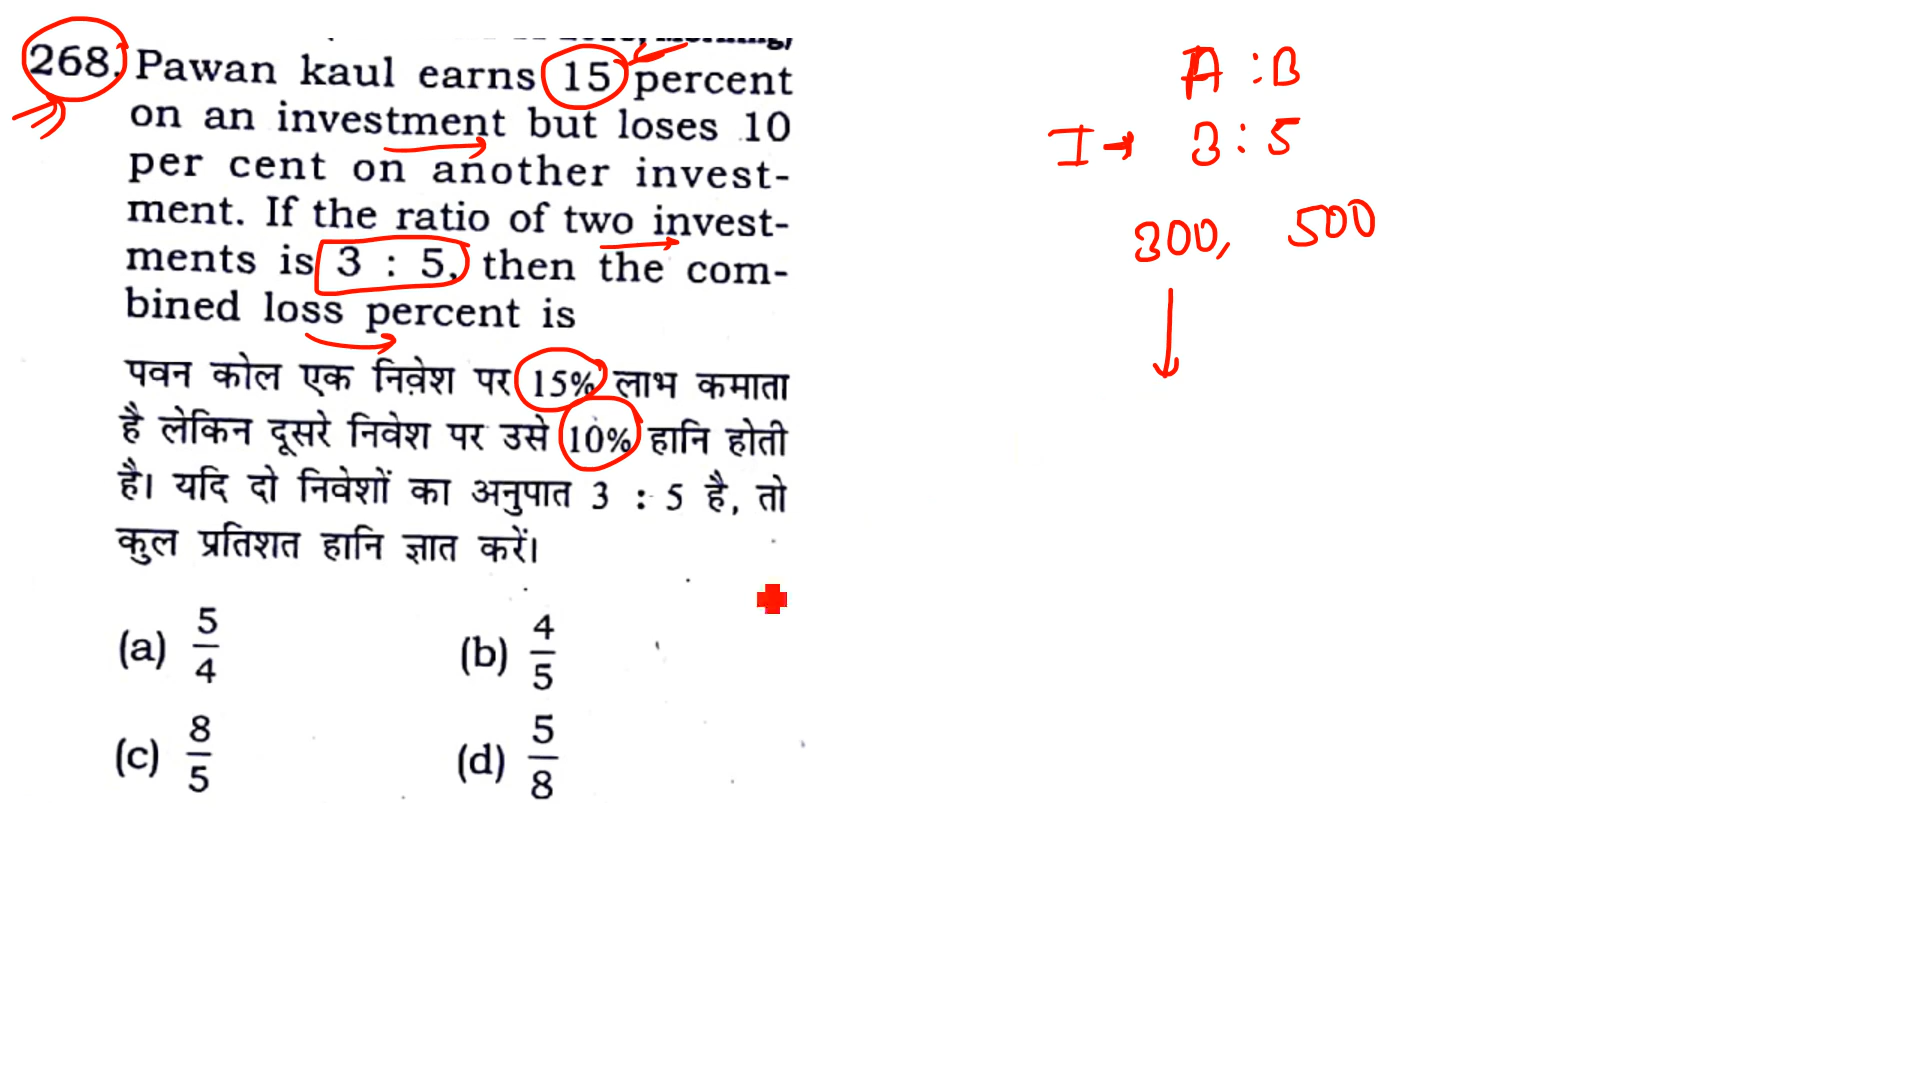 268. Pawan kaul earns 15 percent
on an investment but loses 10
per cent on another invest-
ment. If the ratio of two invest-
ments is 3 : 5, then the com-
bined loss percent is
पवन कोल एक निवेश पर 15% लाभ कमाता
है लेकिन दूसरे निवेश पर उसे 10% हानि होती
है। यदि दो निवेशों का अनुपात 3 : 5 है, तो
कुल प्रतिशत हानि ज्ञात करें।
(a) 5/4 (b) 4/5
(c) 8/5 (d) 5/8
A : B
I → 3 : 5
300, 500